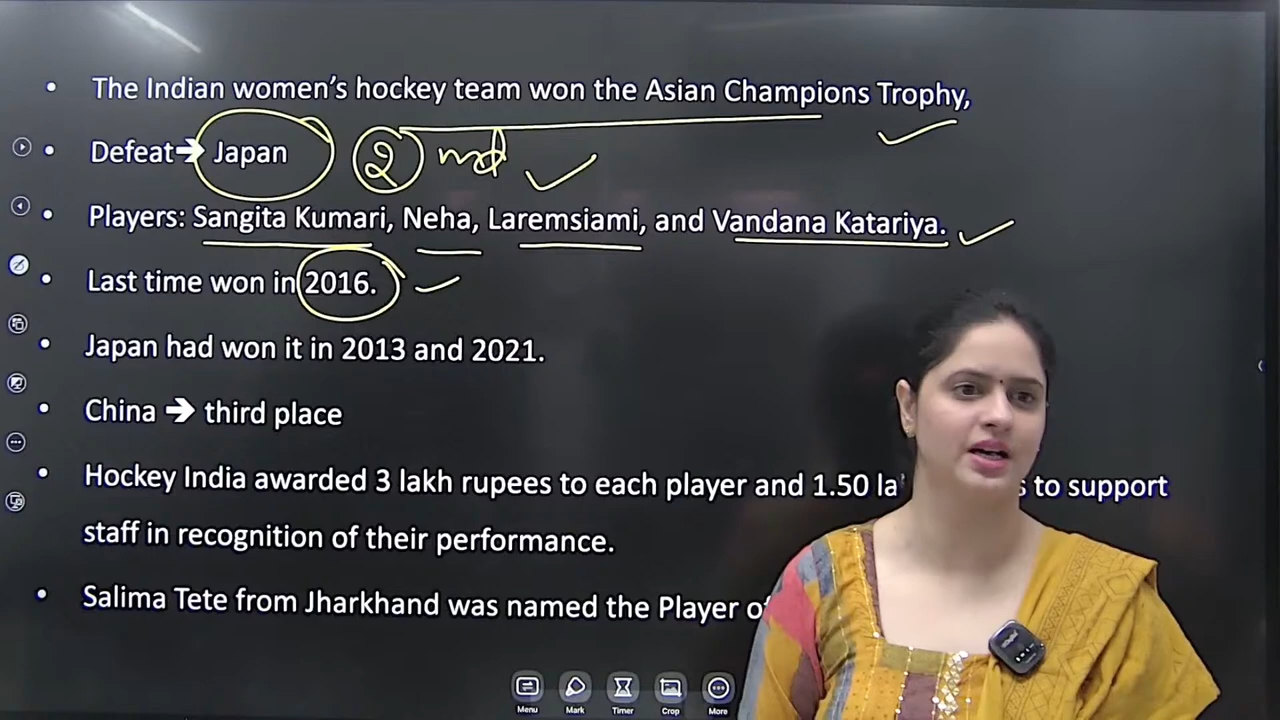 • The Indian women's hockey team won the Asian Champions Trophy,
• Defeat➔ Japan 2 nd
• Players: Sangita Kumari, Neha, Laremsiami, and Vandana Katariya.
• Last time won in 2016.
• Japan had won it in 2013 and 2021.
• China ➔ third place
• Hockey India awarded 3 lakh rupees to each player and 1.50 to support
staff in recognition of their performance.
• Salima Tete from Jharkhand was named the Player
Menu Mark Timer Crop More